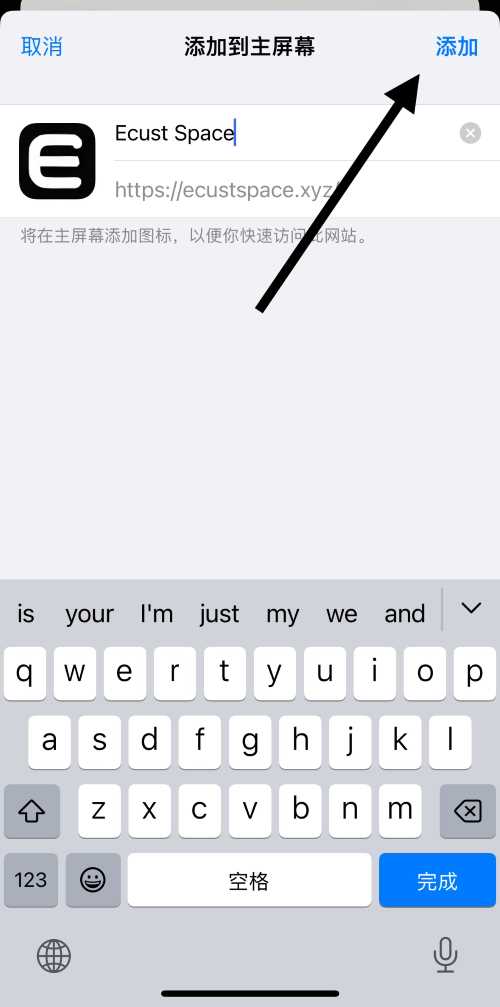 取消 添加到主屏幕 添加
Ecust Space
https://ecustspace.xyz/
将在主屏幕添加图标，以便你快速访问此网站。
is your I'm just my we and
q w e r t y u i o p
a s d f g h j k l
z x c v b n m
123 空格 完成